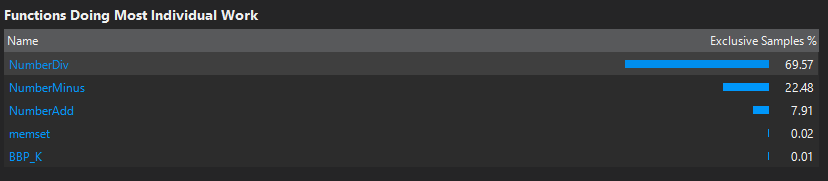 Functions Doing Most Individual Work
Name Exclusive Samples %
NumberDiv 69.57
NumberMinus 22.48
NumberAdd 7.91
memset 0.02
BBP_K 0.01